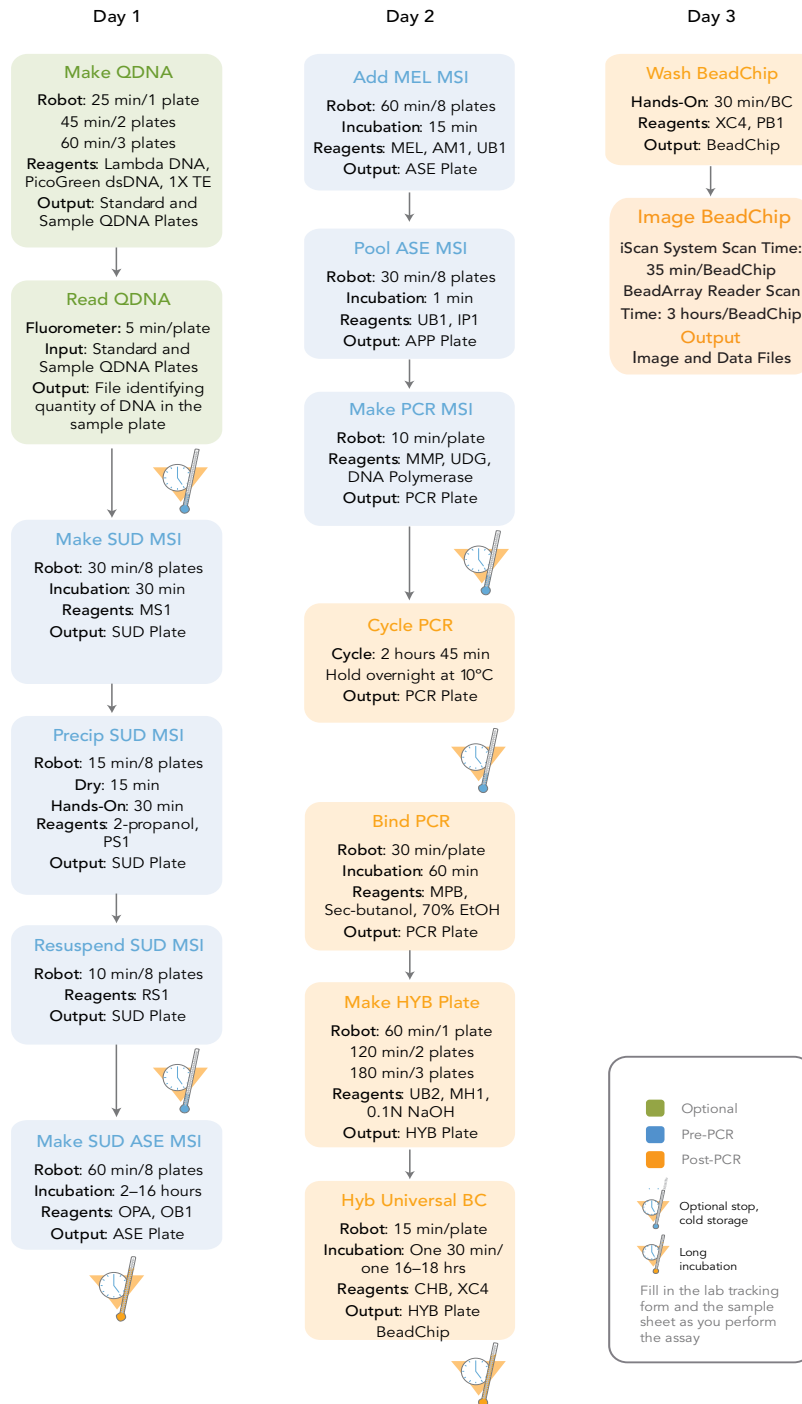 Day 1
Make QDNA
Robot: 25 min/1 plate
45 min/2 plates
60 min/3 plates
Reagents: Lambda DNA,
PicoGreen dsDNA, 1X TE
Output: Standard and
Sample QDNA Plates
Read QDNA
Fluorometer: 5 min/plate
Input: Standard and
Sample QDNA Plates
Output: File identifying
quantity of DNA in the
sample plate
Make SUD MSI
Robot: 30 min/8 plates
Incubation: 30 min
Reagents: MS1
Output: SUD Plate
Precip SUD MSI
Robot: 15 min/8 plates
Dry: 15 min
Hands-On: 30 min
Reagents: 2-propanol,
PS1
Output: SUD Plate
Resuspend SUD MSI
Robot: 10 min/8 plates
Reagents: RS1
Output: SUD Plate
Make SUD ASE MSI
Robot: 60 min/8 plates
Incubation: 2–16 hours
Reagents: OPA, OB1
Output: ASE Plate
Day 2
Add MEL MSI
Robot: 60 min/8 plates
Incubation: 15 min
Reagents: MEL, AM1, UB1
Output: ASE Plate
Pool ASE MSI
Robot: 30 min/8 plates
Incubation: 1 min
Reagents: UB1, IP1
Output: APP Plate
Make PCR MSI
Robot: 10 min/plate
Reagents: MMP, UDG,
DNA Polymerase
Output: PCR Plate
Cycle PCR
Cycle: 2 hours 45 min
Hold overnight at 10ºC
Output: PCR Plate
Bind PCR
Robot: 30 min/plate
Incubation: 60 min
Reagents: MPB,
Sec-butanol, 70% EtOH
Output: PCR Plate
Make HYB Plate
Robot: 60 min/1 plate
120 min/2 plates
180 min/3 plates
Reagents: UB2, MH1,
0.1N NaOH
Output: HYB Plate
Hyb Universal BC
Robot: 15 min/plate
Incubation: One 30 min/
one 16–18 hrs
Reagents: CHB, XC4
Output: HYB Plate
BeadChip
Day 3
Wash BeadChip
Hands-On: 30 min/BC
Reagents: XC4, PB1
Output: BeadChip
Image BeadChip
iScan System Scan Time:
35 min/BeadChip
BeadArray Reader Scan
Time: 3 hours/BeadChip
Output
Image and Data Files
Optional
Pre-PCR
Post-PCR
Optional stop,
cold storage
Long
incubation
Fill in the lab tracking
form and the sample
sheet as you perform
the assay